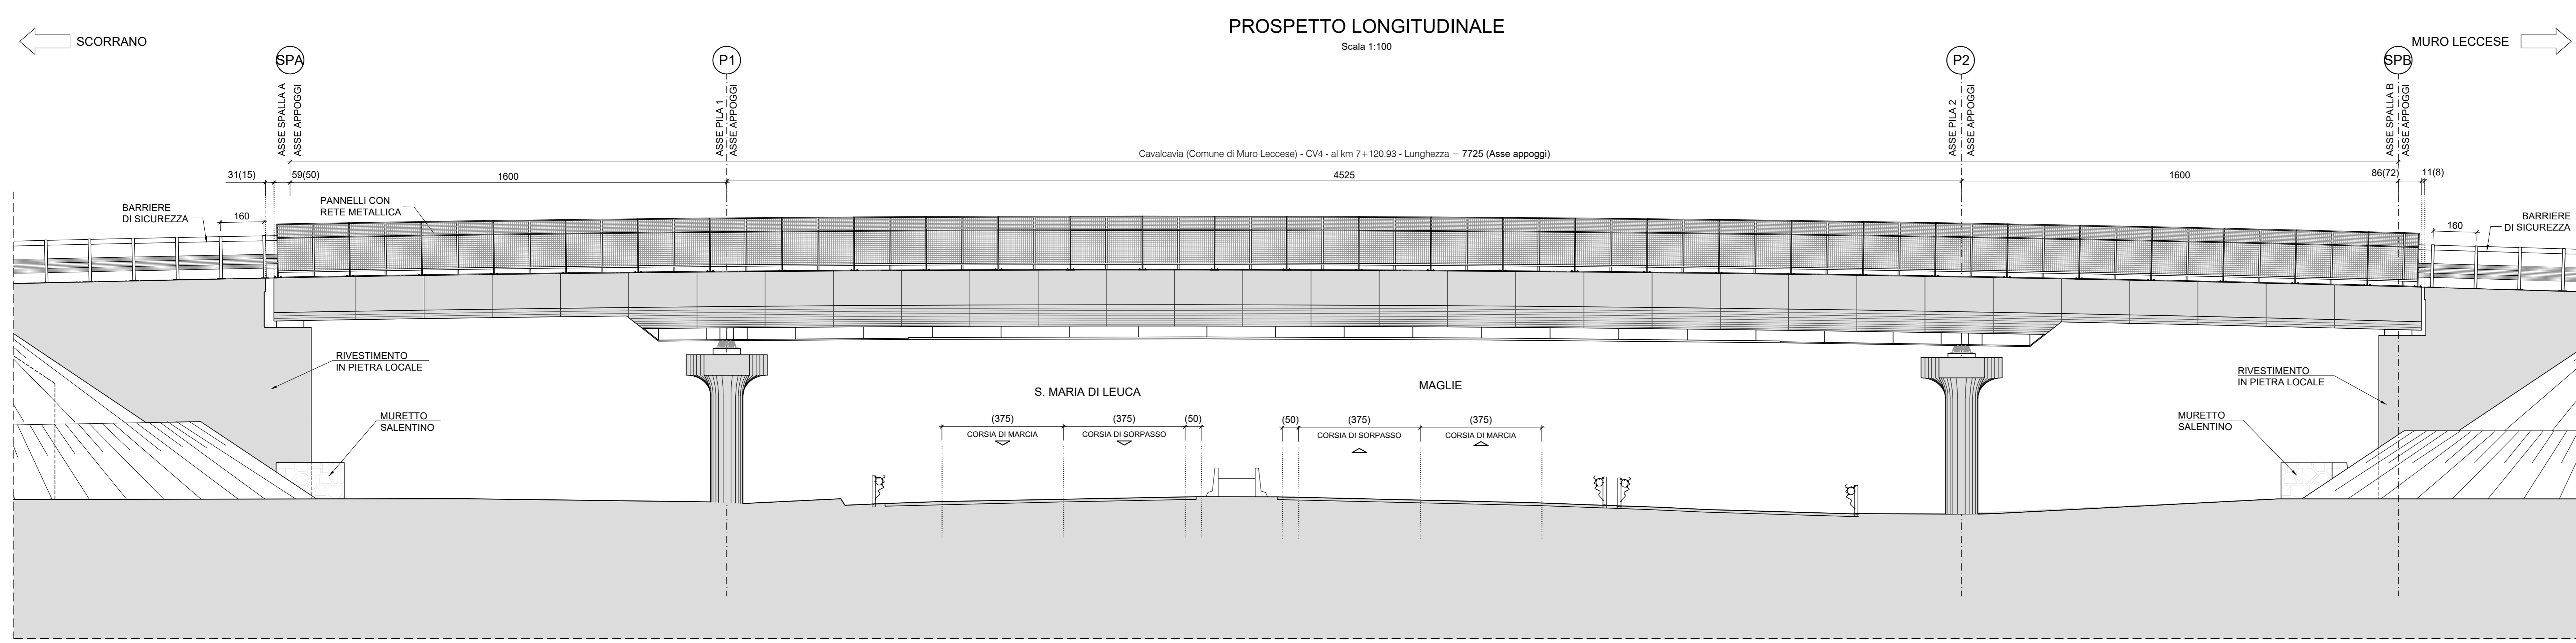 PROSPETTO LONGITUDINALE
Scala 1:100
SCORRANO
MURO LECCESE
SPA
P1
P2
SPB
ASSE SPALLA A
ASSE APPOGGI
ASSE PILA 1
ASSE APPOGGI
ASSE PILA 2
ASSE APPOGGI
ASSE SPALLA B
ASSE APPOGGI
Cavalcavia (Comune di Muro Leccese) - CV4 - al km 7+120.93 - Lunghezza = 7725 (Asse appoggi)
31(15)
59(50)
1600
4525
1600
86(72)
11(8)
BARRIERE
DI SICUREZZA
160
PANNELLI CON
RETE METALLICA
160
BARRIERE
DI SICUREZZA
RIVESTIMENTO
IN PIETRA LOCALE
MURETTO
SALENTINO
S. MARIA DI LEUCA
MAGLIE
(375)
(375)
(50)
(50)
(375)
(375)
CORSIA DI MARCIA
CORSIA DI SORPASSO
CORSIA DI SORPASSO
CORSIA DI MARCIA
RIVESTIMENTO
IN PIETRA LOCALE
MURETTO
SALENTINO